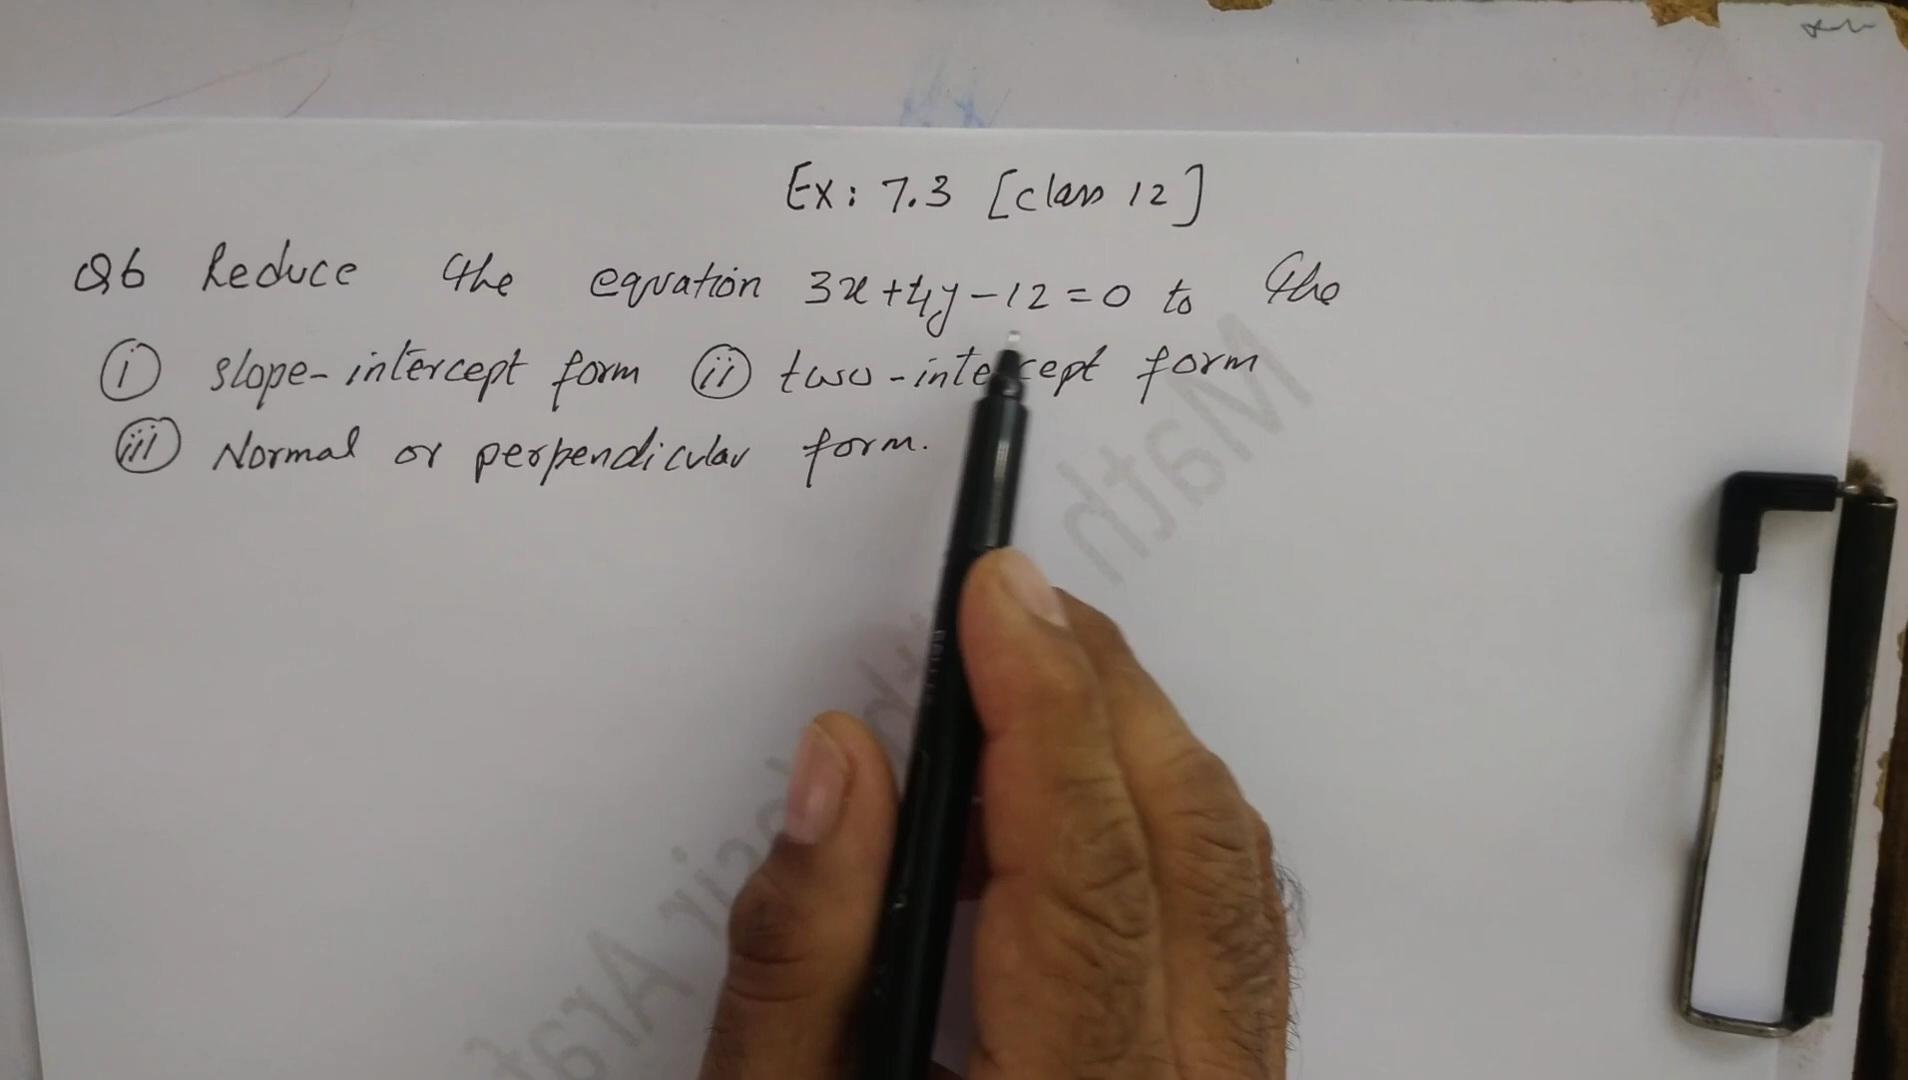 Ex: 7.3 [class 12]
Q6 Reduce the equation 3x+4y-12=0 to the
(i) slope-intercept form (ii) two-intercept form
(iii) Normal or perpendicular form.
Math